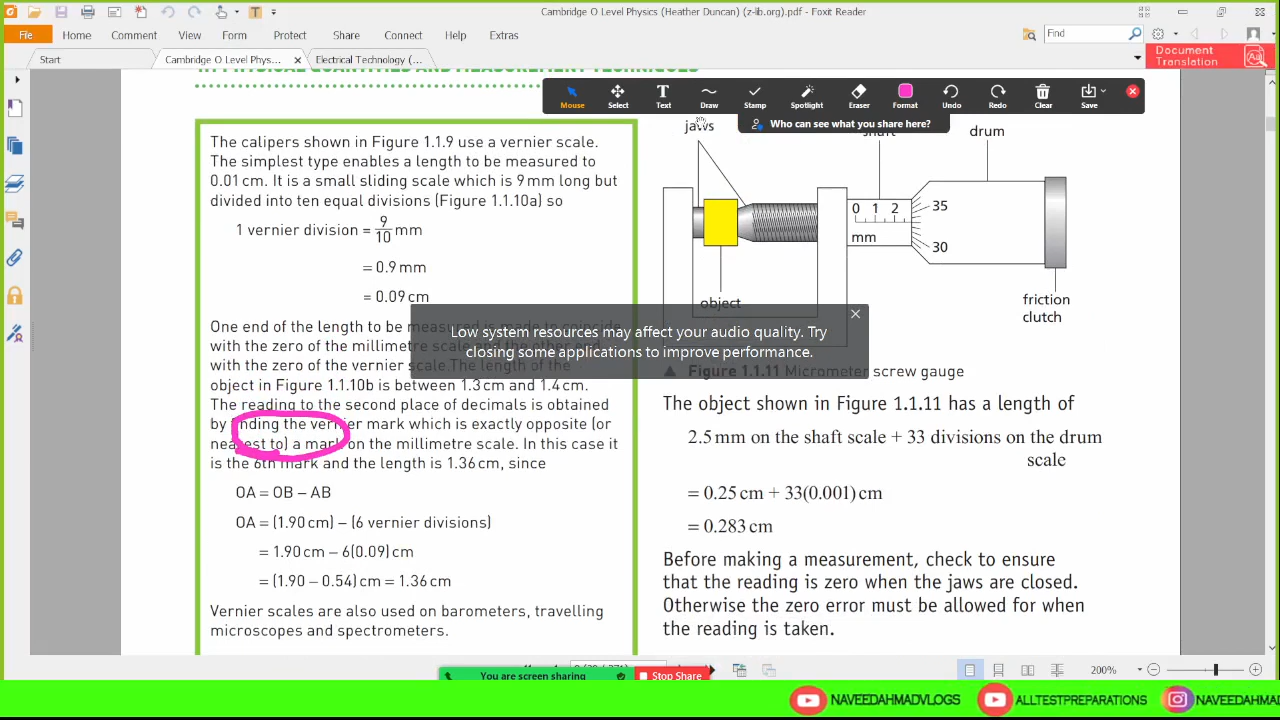 Cambridge O Level Physics (Heather Duncan) (z-lib.org).pdf - Foxit Reader
File Home Comment View Form Protect Share Connect Help Extras Find
Start Cambridge O Level Phys... Electrical Technology (...
Document
Translation
Mouse Select Text Draw Stamp Spotlight Eraser Format Undo Redo Clear Save
Who can see what you share here?
The calipers shown in Figure 1.1.9 use a vernier scale.
The simplest type enables a length to be measured to
0.01 cm. It is a small sliding scale which is 9 mm long but
divided into ten equal divisions (Figure 1.1.10a) so
1 vernier division = 9/10 mm
= 0.9 mm
= 0.09 cm
One end of the length to be measured is made to coincide
with the zero of the millimetre scale and the other end
with the zero of the vernier scale. The length of the
object in Figure 1.1.10b is between 1.3 cm and 1.4 cm.
The reading to the second place of decimals is obtained
by finding the vernier mark which is exactly opposite (or
nearest to) a mark on the millimetre scale. In this case it
is the 6th mark and the length is 1.36 cm, since
OA = OB – AB
OA = (1.90 cm) – (6 vernier divisions)
= 1.90 cm – 6(0.09) cm
= (1.90 – 0.54) cm = 1.36 cm
Vernier scales are also used on barometers, travelling
microscopes and spectrometers.
jaws
shaft
drum
0 1 2
mm
35
30
object
friction
clutch
Low system resources may affect your audio quality. Try
closing some applications to improve performance.
▲ Figure 1.1.11 Micrometer screw gauge
The object shown in Figure 1.1.11 has a length of
2.5 mm on the shaft scale + 33 divisions on the drum
scale
= 0.25 cm + 33(0.001) cm
= 0.283 cm
Before making a measurement, check to ensure
that the reading is zero when the jaws are closed.
Otherwise the zero error must be allowed for when
the reading is taken.
200%
You are screen sharing Stop Share
NAVEEDAHMADVLOGS ALLTESTPREPARATIONS NAVEEDAHMAD